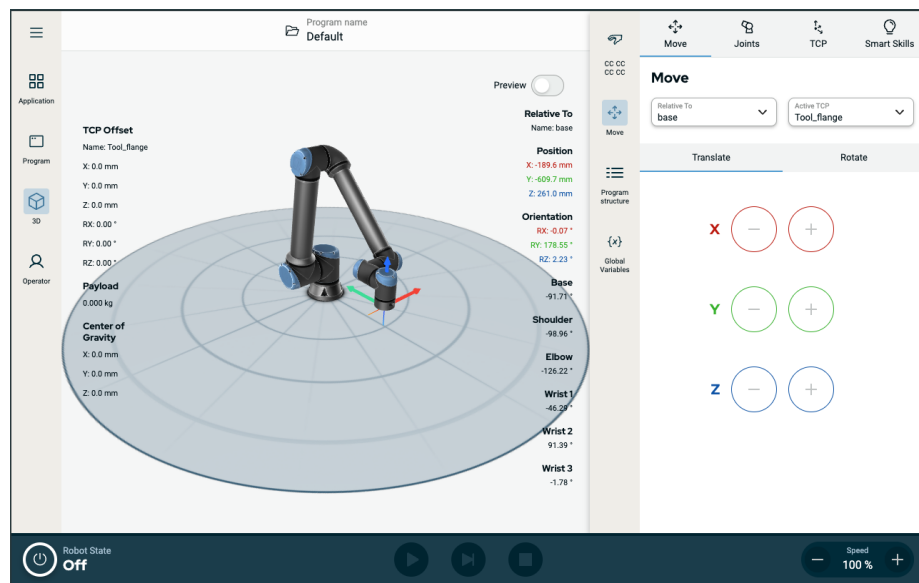 Program name
Default
Application
Program
3D
Operator
Preview
TCP Offset
Name: Tool_flange
X: 0.0 mm
Y: 0.0 mm
Z: 0.0 mm
RX: 0.00 °
RY: 0.00 °
RZ: 0.00 °
Payload
0.000 kg
Center of
Gravity
X: 0.0 mm
Y: 0.0 mm
Z: 0.0 mm
Relative To
Name: base
Position
X: -189.6 mm
Y: -609.7 mm
Z: 261.0 mm
Orientation
RX: -0.07 °
RY: 178.55 °
RZ: 2.23 °
Base
-91.71 °
Shoulder
-98.96 °
Elbow
-126.22 °
Wrist 1
-46.29 °
Wrist 2
91.39 °
Wrist 3
-1.78 °
CC CC
CC CC
Move
Program
structure
{x}
Global
Variables
Move
Joints
TCP
Smart Skills
Move
Relative To
base
Active TCP
Tool_flange
Translate
Rotate
X − +
Y − +
Z − +
Robot State
Off
Speed
− 100 % +